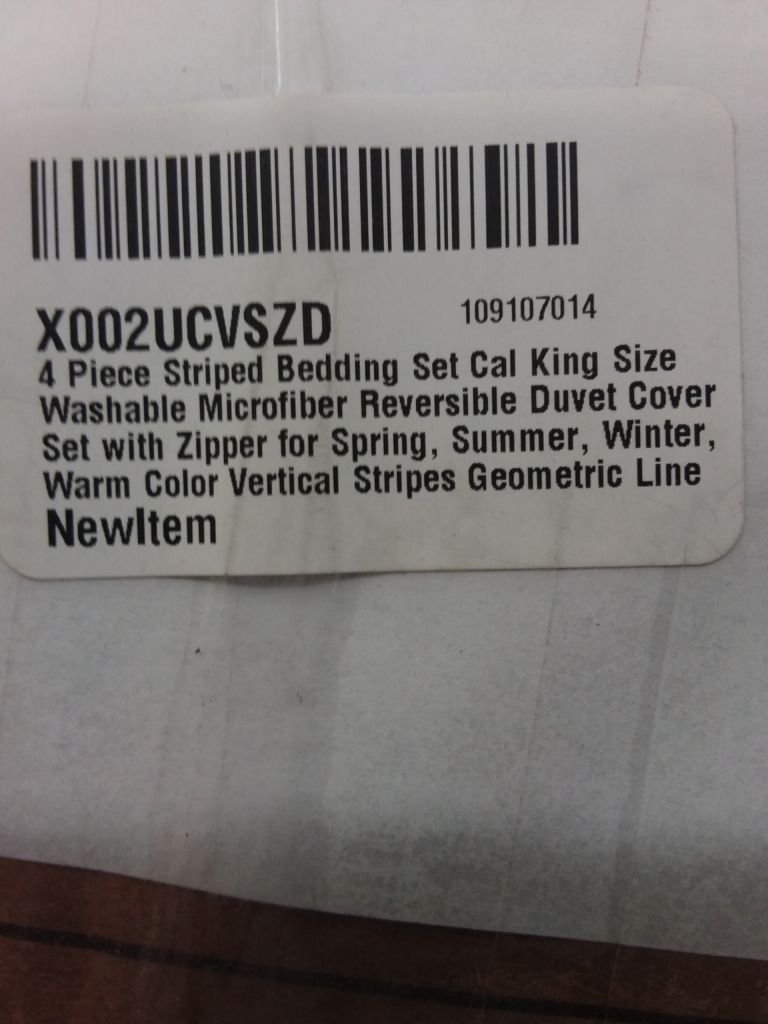 X002UCVSZD 109107014
4 Piece Striped Bedding Set Cal King Size
Washable Microfiber Reversible Duvet Cover
Set with Zipper for Spring, Summer, Winter,
Warm Color Vertical Stripes Geometric Line
NewItem